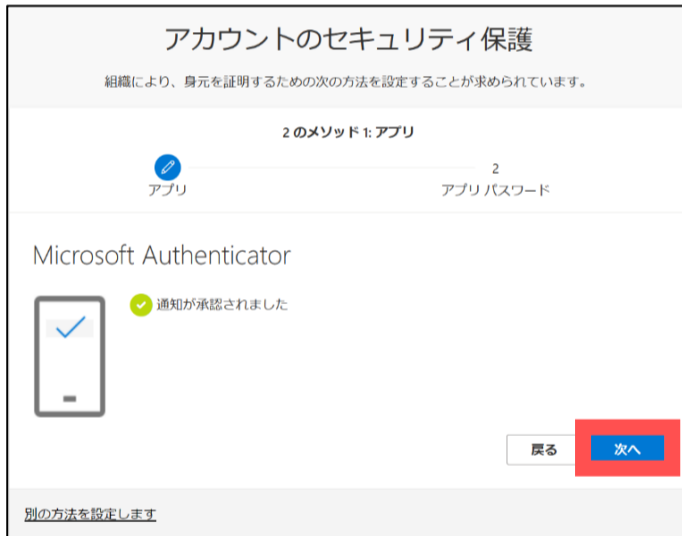 アカウントのセキュリティ保護
組織により、身元を証明するための次の方法を設定することが求められています。
2 のメソッド 1: アプリ
2
アプリ
アプリ パスワード
Microsoft Authenticator
通知が承認されました
戻る
次へ
別の方法を設定します